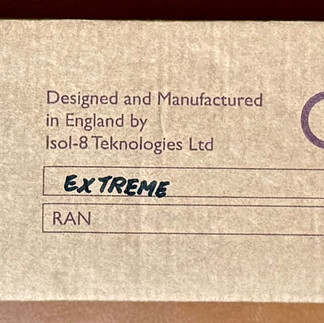 Designed and Manufactured
in England by
Isol-8 Teknologies Ltd
EXTREME
RAN